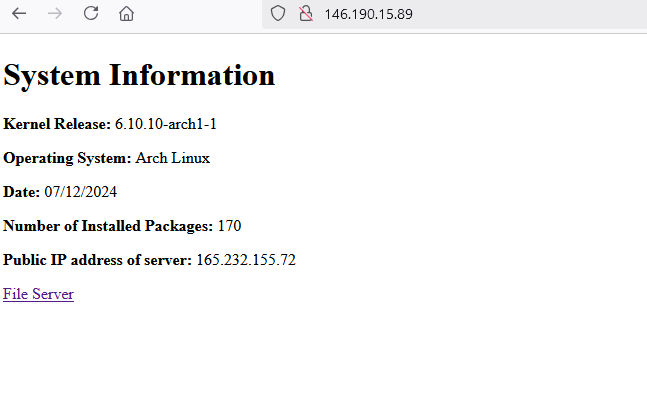 146.190.15.89
System Information
Kernel Release: 6.10.10-arch1-1
Operating System: Arch Linux
Date: 07/12/2024
Number of Installed Packages: 170
Public IP address of server: 165.232.155.72
File Server